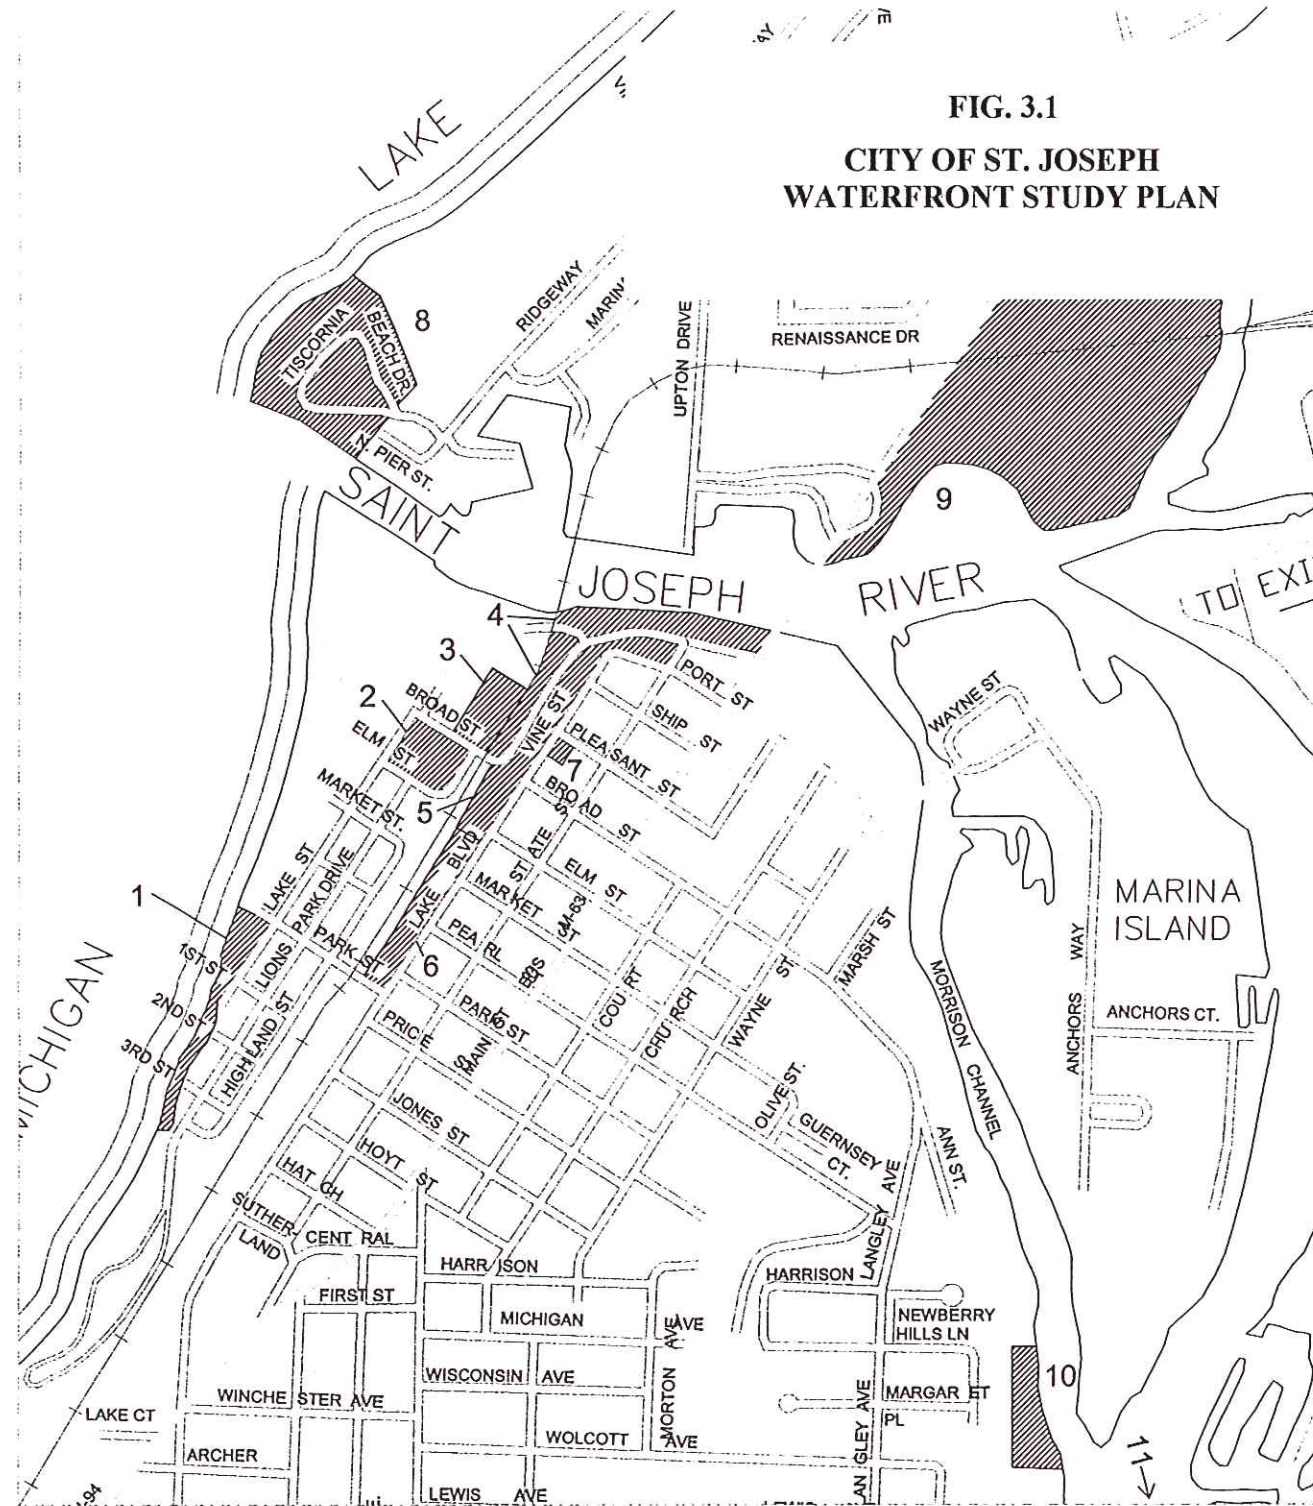 FIG. 3.1
CITY OF ST. JOSEPH
WATERFRONT STUDY PLAN
LAKE
MICHIGAN
SAINT
JOSEPH
RIVER
TISCORNIA
BEACH DR
8
N. PIER ST.
RIDGEWAY
UPTON DRIVE
RENAISSANCE DR
9
TO
4
3
2
BROAD ST
ELM ST
MARKET ST.
5
VINE ST
PORT ST
SHIP ST
PLEASANT ST
7
BROAD ST
ELM ST
STATE ST
M-63
MARKET ST
PEARL
LAKE BLVD
6
1
LAKE ST
LIONS PARK DRIVE
PARK ST
1ST ST
2ND ST
3RD ST
HIGHLAND ST
PARK ST
PRICE ST
MAIN ST
COURT
CHURCH
WAYNE ST
MARSH ST
JONES ST
HOYT ST
HATCH
SUTHER-
LAND
CENTRAL
OLIVE ST.
GUERNSEY
CT.
ANN ST.
LANGLEY AVE
MORRISON CHANNEL
WAYNE ST
MARINA
ISLAND
ANCHORS WAY
ANCHORS CT.
HARRISON
HARRISON
FIRST ST
MICHIGAN AVE
NEWBERRY
HILLS LN
WISCONSIN AVE
MORTON AVE
MARGARET
PL
10
LANGLEY AVE
WINCHESTER AVE
LAKE CT
WOLCOTT AVE
ARCHER
LEWIS AVE
11